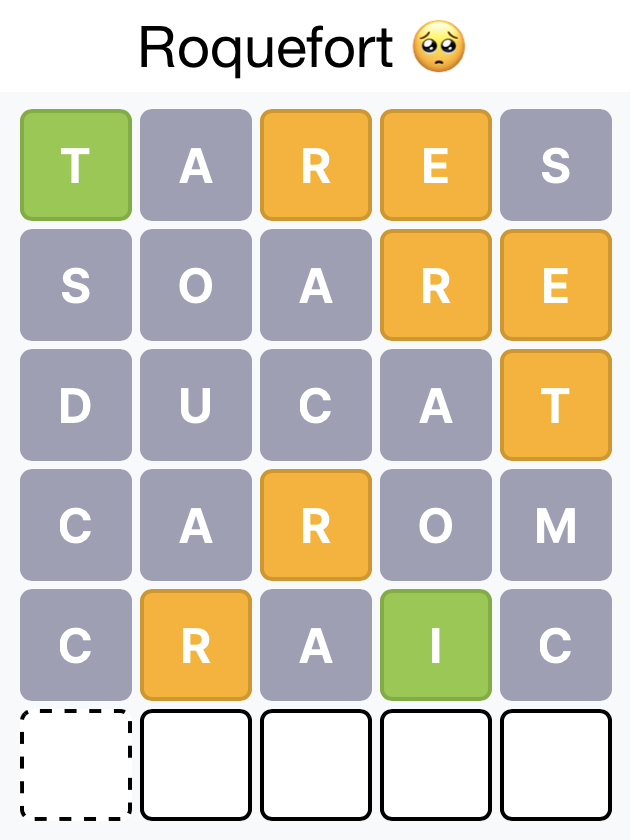 Roquefort 🥺
T A R E S
S O A R E
D U C A T
C A R O M
C R A I C